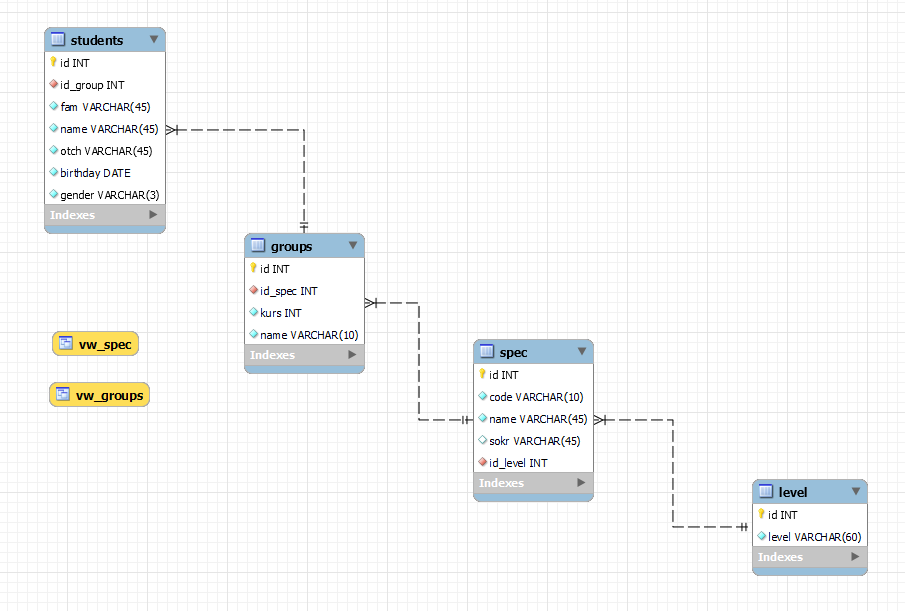 students
id INT
id_group INT
fam VARCHAR(45)
name VARCHAR(45)
otch VARCHAR(45)
birthday DATE
gender VARCHAR(3)
Indexes
groups
id INT
id_spec INT
kurs INT
name VARCHAR(10)
Indexes
vw_spec
vw_groups
spec
id INT
code VARCHAR(10)
name VARCHAR(45)
sokr VARCHAR(45)
id_level INT
Indexes
level
id INT
level VARCHAR(60)
Indexes